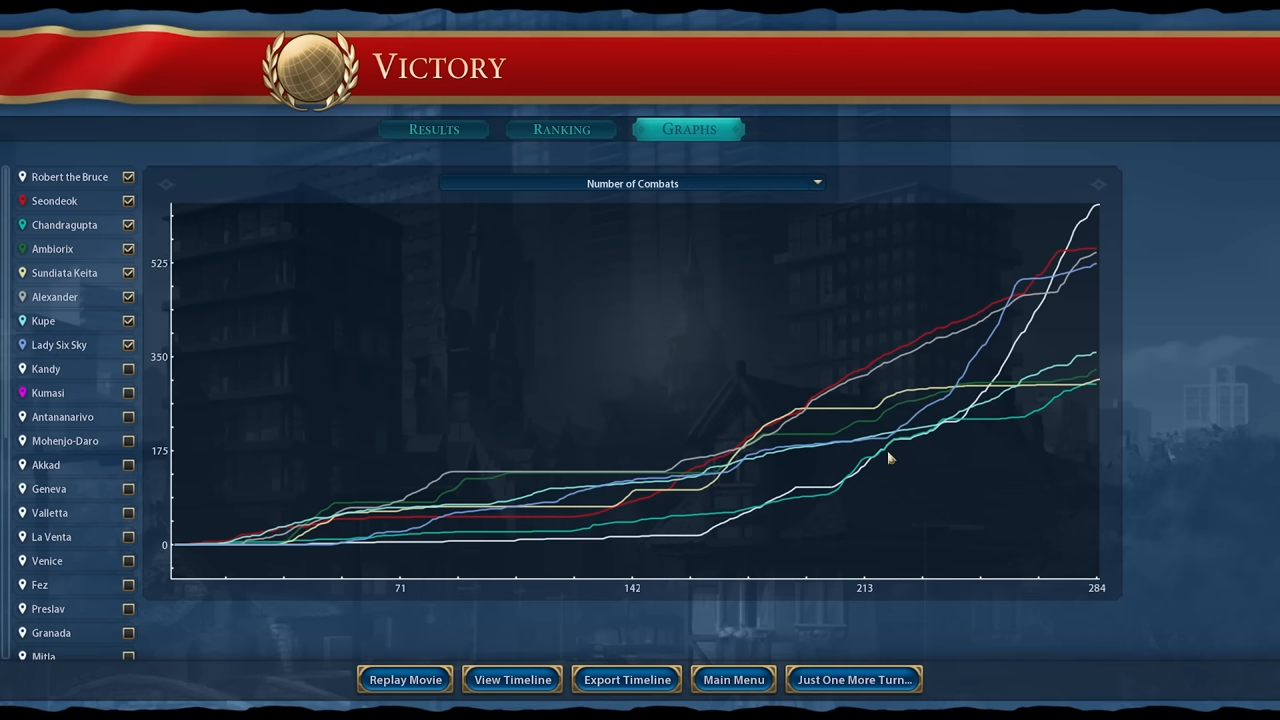 VICTORY
RESULTS
RANKING
GRAPHS
Robert the Bruce
Seondeok
Chandragupta
Ambiorix
Sundiata Keita
Alexander
Kupe
Lady Six Sky
Kandy
Kumasi
Antananarivo
Mohenjo-Daro
Akkad
Geneva
Valletta
La Venta
Venice
Fez
Preslav
Granada
Mitla
Number of Combats
525
350
175
0
71
142
213
284
Replay Movie
View Timeline
Export Timeline
Main Menu
Just One More Turn...